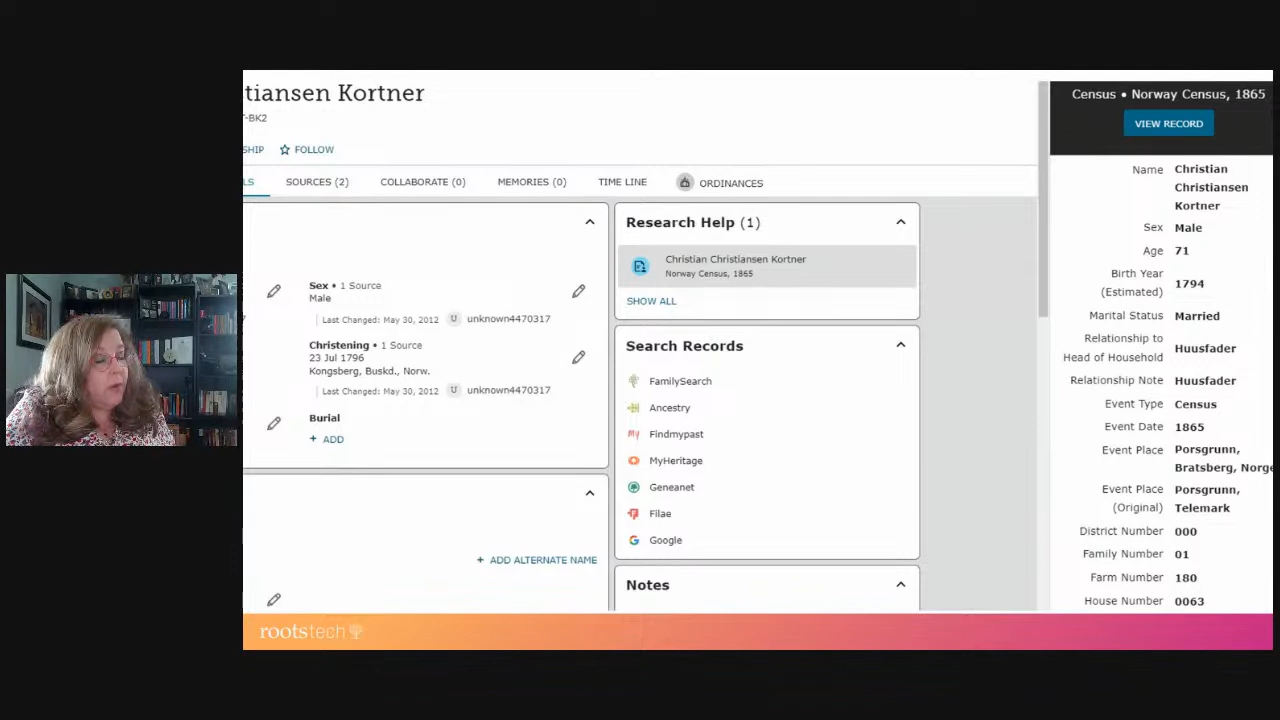 tiansen Kortner
-BK2
SHIP
FOLLOW
LS
SOURCES (2)
COLLABORATE (0)
MEMORIES (0)
TIME LINE
ORDINANCES
Sex • 1 Source
Male
Last Changed: May 30, 2012
U unknown4470317
Christening • 1 Source
23 Jul 1796
Kongsberg, Buskd., Norw.
Last Changed: May 30, 2012
U unknown4470317
Burial
+ ADD
+ ADD ALTERNATE NAME
Research Help (1)
Christian Christiansen Kortner
Norway Census, 1865
SHOW ALL
Search Records
FamilySearch
Ancestry
My Findmypast
MyHeritage
Geneanet
Filae
G Google
Notes
Census • Norway Census, 1865
VIEW RECORD
Name Christian
Christiansen
Kortner
Sex Male
Age 71
Birth Year
(Estimated) 1794
Marital Status Married
Relationship to
Head of Household Huusfader
Relationship Note Huusfader
Event Type Census
Event Date 1865
Event Place Porsgrunn,
Bratsberg, Norge
Event Place Porsgrunn,
(Original) Telemark
District Number 000
Family Number 01
Farm Number 180
House Number 0063
rootstech